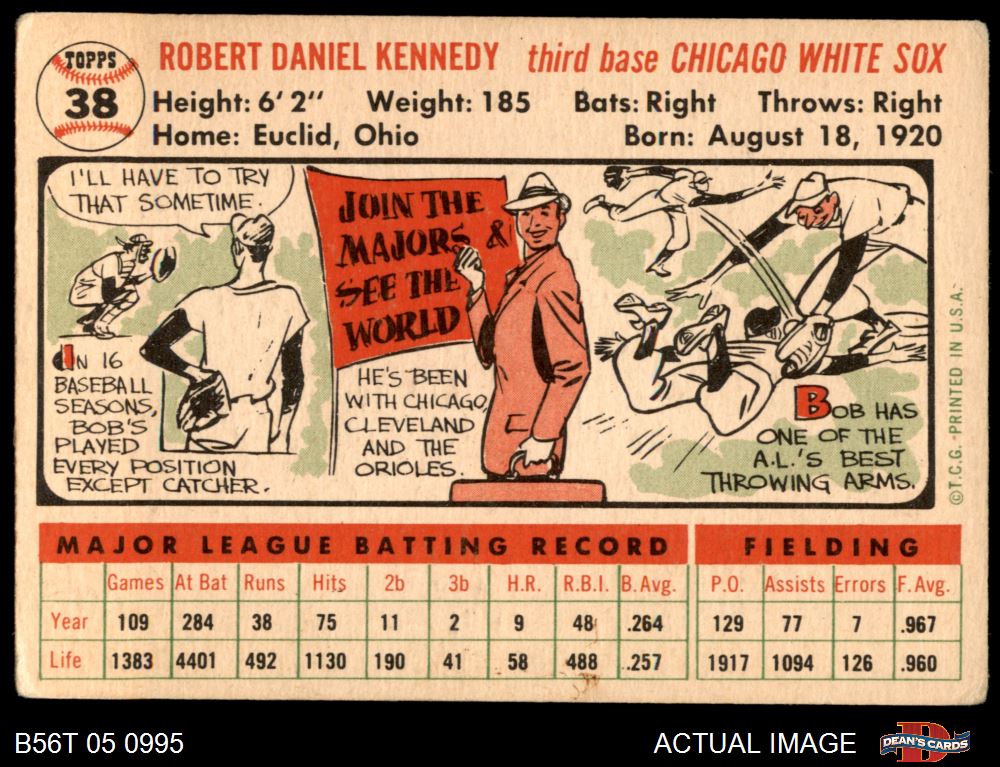 TOPPS
38
ROBERT DANIEL KENNEDY third base CHICAGO WHITE SOX
Height: 6' 2" Weight: 185 Bats: Right Throws: Right
Home: Euclid, Ohio Born: August 18, 1920
I'LL HAVE TO TRY
THAT SOMETIME.
IN 16
BASEBALL
SEASONS,
BOB'S
PLAYED
EVERY POSITION
EXCEPT CATCHER.
JOIN THE
MAJORS &
SEE THE
WORLD
HE'S BEEN
WITH CHICAGO,
CLEVELAND
AND THE
ORIOLES.
BOB HAS
ONE OF THE
A.L.'S BEST
THROWING ARMS.
©T.C.G.-PRINTED IN U.S.A.
MAJOR LEAGUE BATTING RECORD FIELDING
Games At Bat Runs Hits 2b 3b H.R. R.B.I. B. Avg. P.O. Assists Errors F. Avg.
Year 109 284 38 75 11 2 9 48 .264 129 77 7 .967
Life 1383 4401 492 1130 190 41 58 488 .257 1917 1094 126 .960
B56T 05 0995 ACTUAL IMAGE DEAN'S CARDS